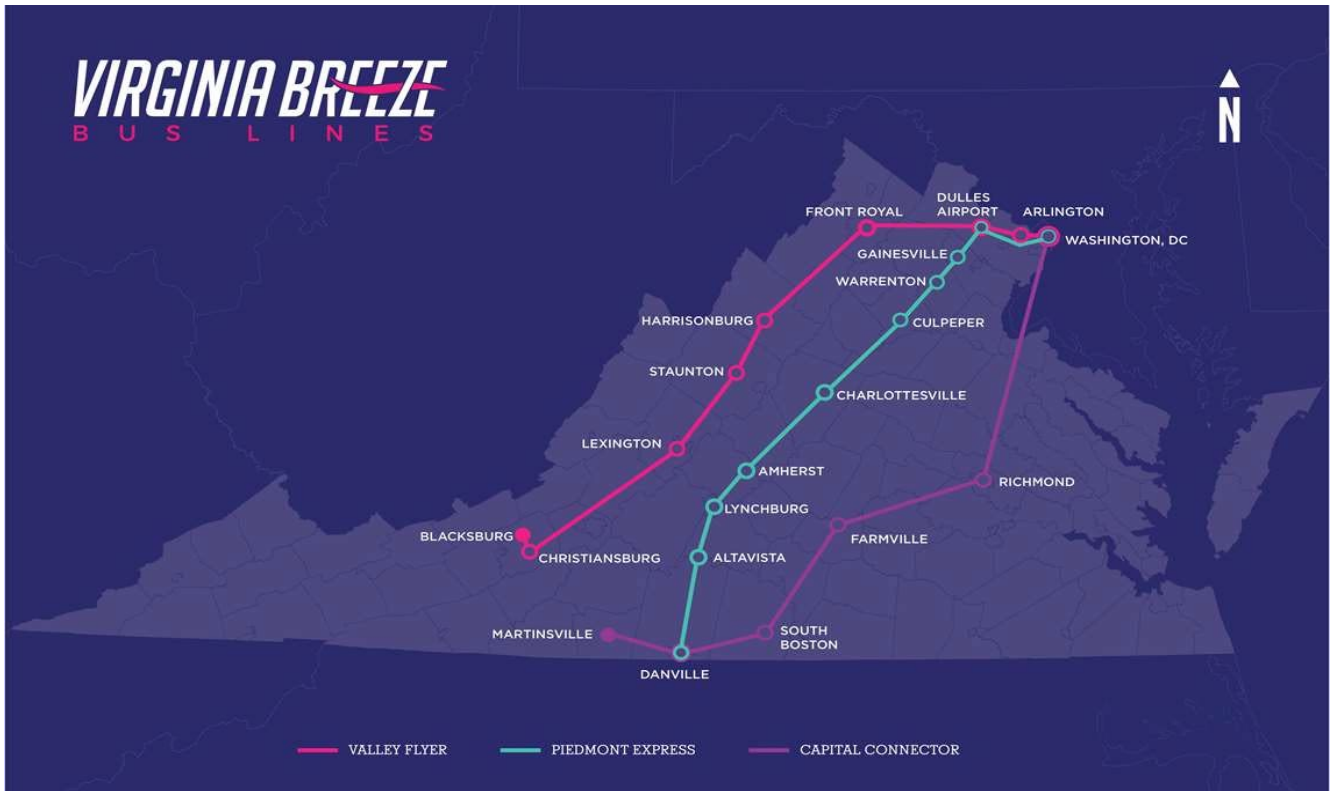 VIRGINIA BREEZE
BUS LINES
N
DULLES
AIRPORT
FRONT ROYAL
ARLINGTON
WASHINGTON, DC
GAINESVILLE
WARRENTON
HARRISONBURG
CULPEPER
STAUNTON
CHARLOTTESVILLE
LEXINGTON
AMHERST
RICHMOND
LYNCHBURG
BLACKSBURG
FARMVILLE
CHRISTIANSBURG
ALTAVISTA
MARTINSVILLE
SOUTH
BOSTON
DANVILLE
VALLEY FLYER
PIEDMONT EXPRESS
CAPITAL CONNECTOR